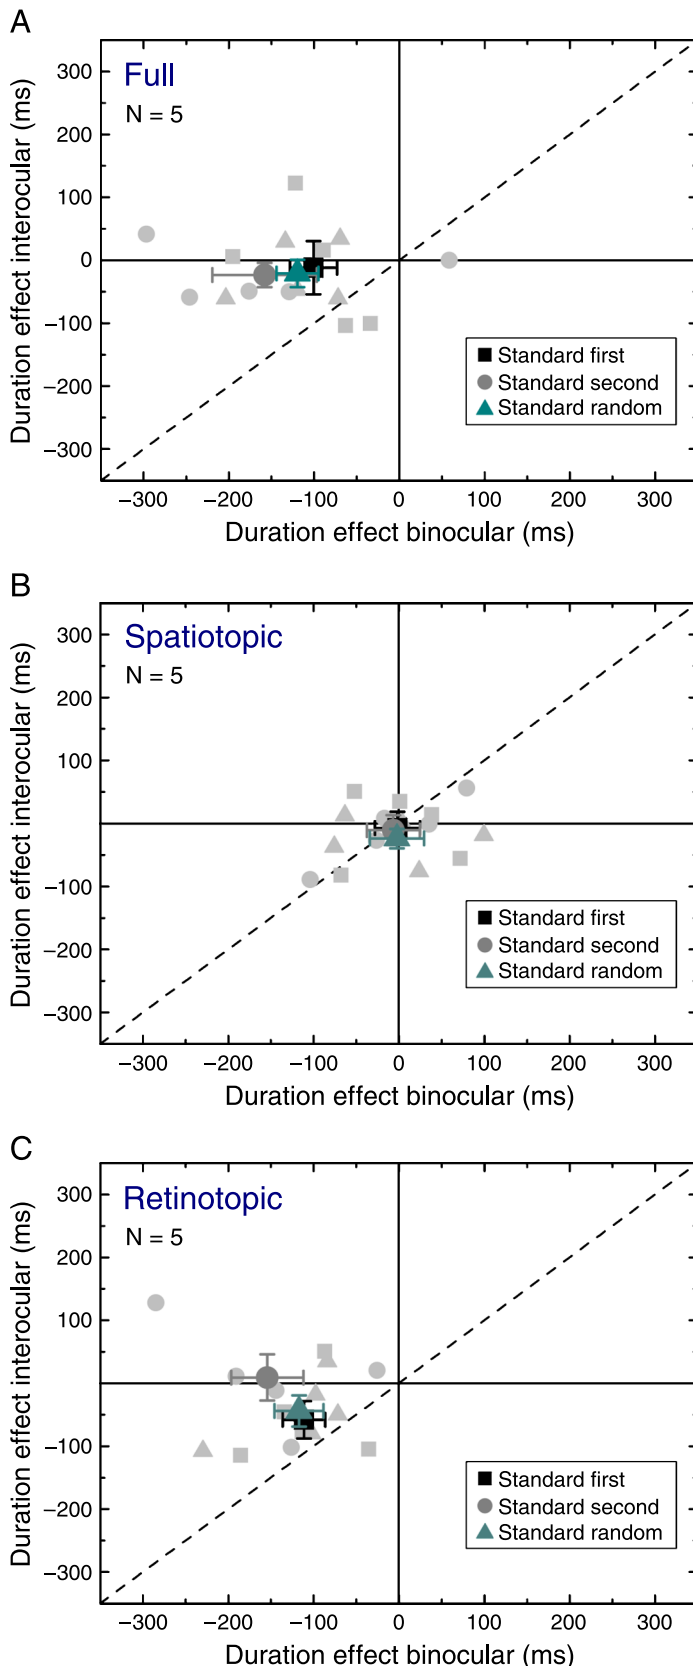 A
Full
N = 5
Duration effect interocular (ms)
300
200
100
0
−100
−200
−300
Standard first
Standard second
Standard random
−300 −200 −100 0 100 200 300
Duration effect binocular (ms)
B
Spatiotopic
N = 5
Duration effect interocular (ms)
300
200
100
0
−100
−200
−300
Standard first
Standard second
Standard random
−300 −200 −100 0 100 200 300
Duration effect binocular (ms)
C
Retinotopic
N = 5
Duration effect interocular (ms)
300
200
100
0
−100
−200
−300
Standard first
Standard second
Standard random
−300 −200 −100 0 100 200 300
Duration effect binocular (ms)